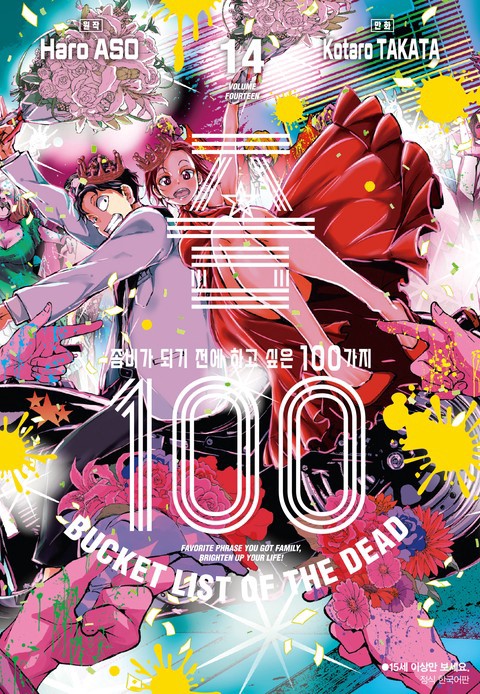 원작
Haro ASO
14
VOLUME
FOURTEEN
만화
Kotaro TAKATA
좀
좀비가 되기 전에 하고 싶은 100가지
100
BUCKET LIST OF THE DEAD
FAVORITE PHRASE YOU GOT FAMILY,
BRIGHTEN UP YOUR LIFE!
●15세 이상만 보세요.
정식 한국어판